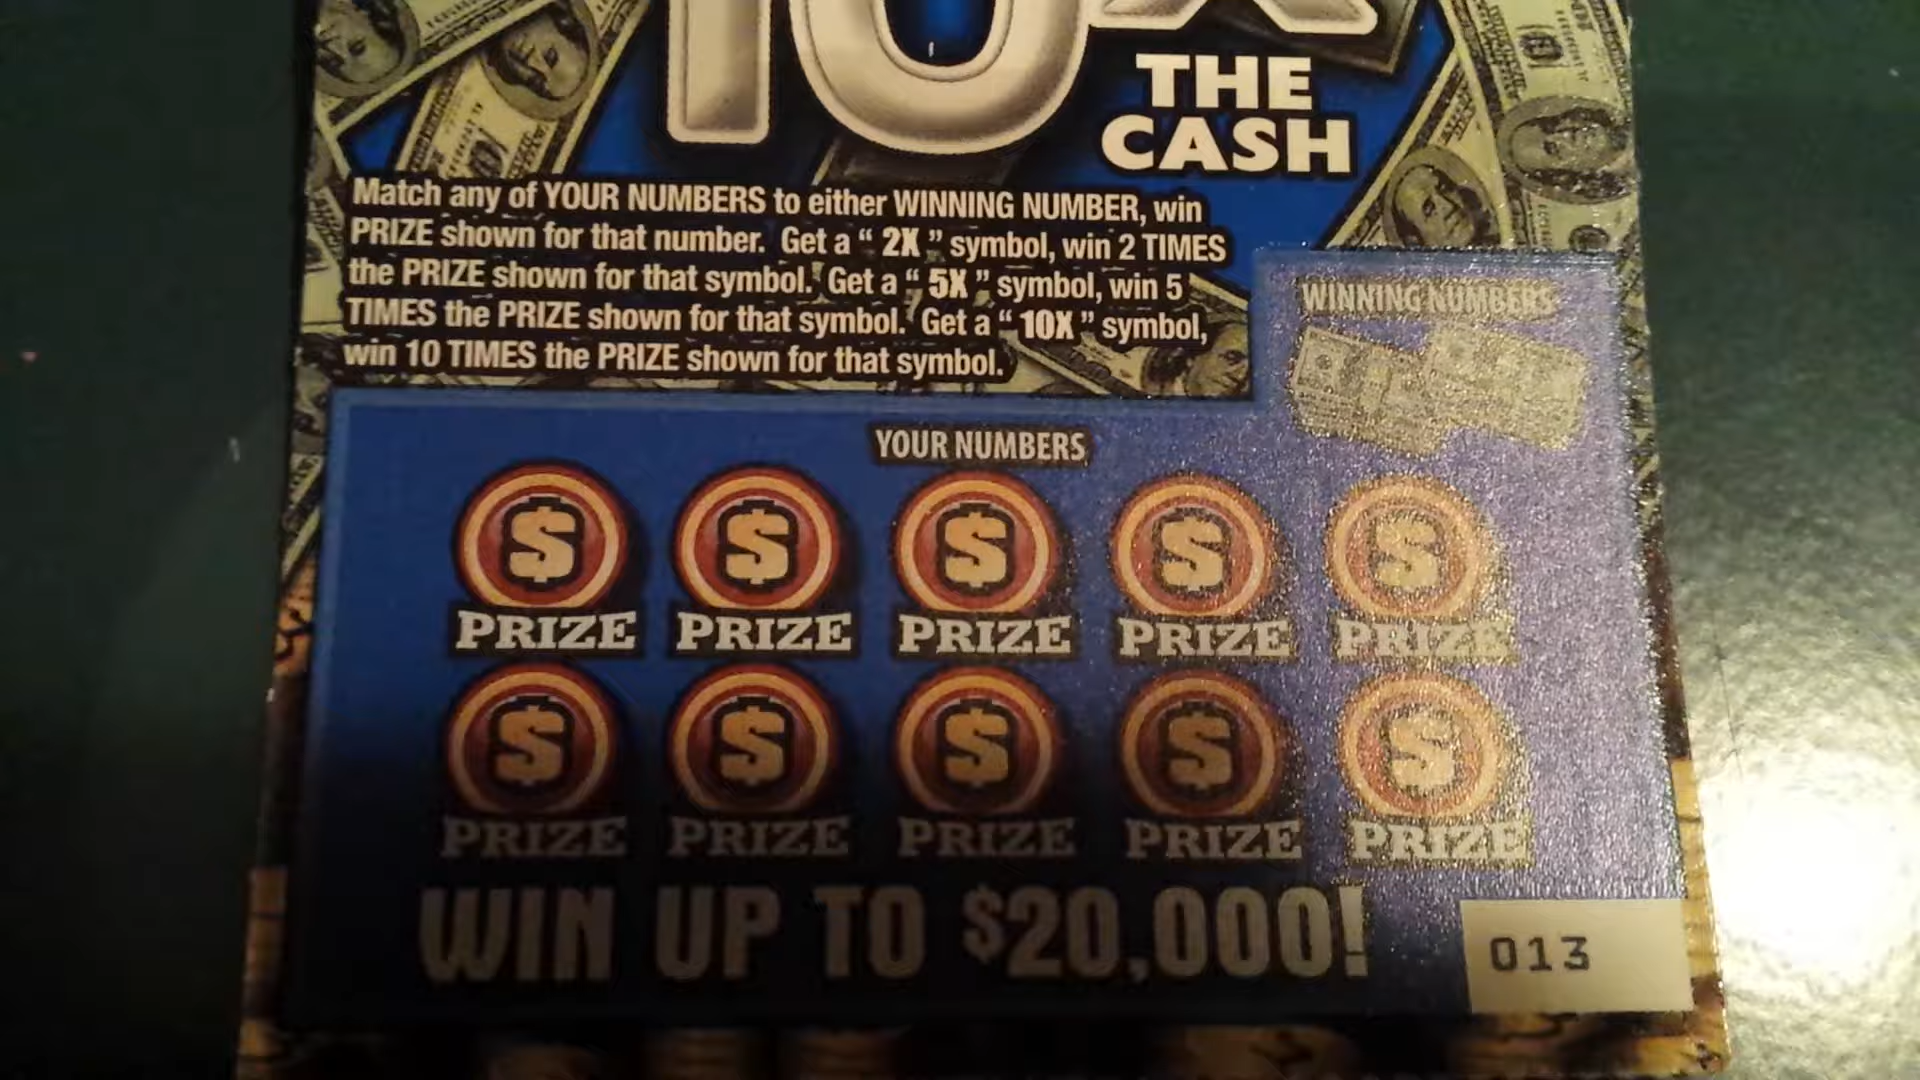 10X
THE
CASH
Match any of YOUR NUMBERS to either WINNING NUMBER, win
PRIZE shown for that number. Get a "2X" symbol, win 2 TIMES
the PRIZE shown for that symbol. Get a "5X" symbol, win 5
TIMES the PRIZE shown for that symbol. Get a "10X" symbol,
win 10 TIMES the PRIZE shown for that symbol.
WINNING NUMBERS
YOUR NUMBERS
$ $ $ $ $
PRIZE PRIZE PRIZE PRIZE PRIZE
$ $ $ $ $
PRIZE PRIZE PRIZE PRIZE PRIZE
WIN UP TO $20,000!
013